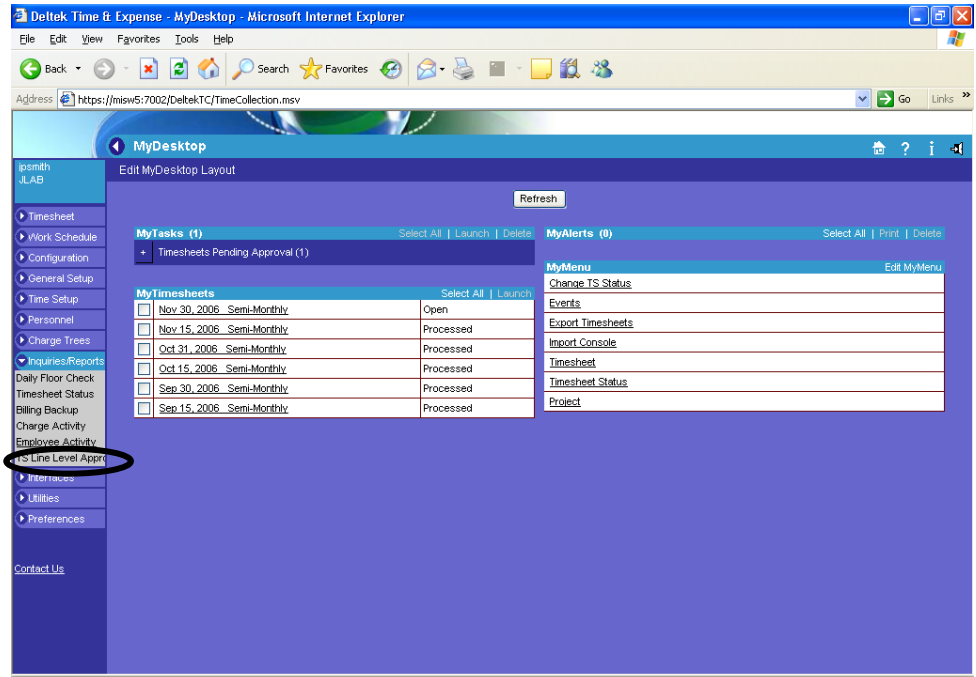 Deltek Time & Expense - MyDesktop - Microsoft Internet Explorer
File Edit View Favorites Tools Help
Back Search Favorites
Address https://misw5:7002/DeltekTC/TimeCollection.msv Go Links »
MyDesktop ? i
ipsmith
JLAB
Edit MyDesktop Layout
Refresh
Timesheet
Work Schedule
Configuration
General Setup
Time Setup
Personnel
Charge Trees
Inquiries/Reports
Daily Floor Check
Timesheet Status
Billing Backup
Charge Activity
Employee Activity
TS Line Level Appro
Interfaces
Utilities
Preferences
Contact Us
MyTasks (1) Select All | Launch | Delete
+ Timesheets Pending Approval (1)
MyTimesheets Select All | Launch
Nov 30, 2006 Semi-Monthly Open
Nov 15, 2006 Semi-Monthly Processed
Oct 31, 2006 Semi-Monthly Processed
Oct 15, 2006 Semi-Monthly Processed
Sep 30, 2006 Semi-Monthly Processed
Sep 15, 2006 Semi-Monthly Processed
MyAlerts (0) Select All | Print | Delete
MyMenu Edit MyMenu
Change TS Status
Events
Export Timesheets
Import Console
Timesheet
Timesheet Status
Project